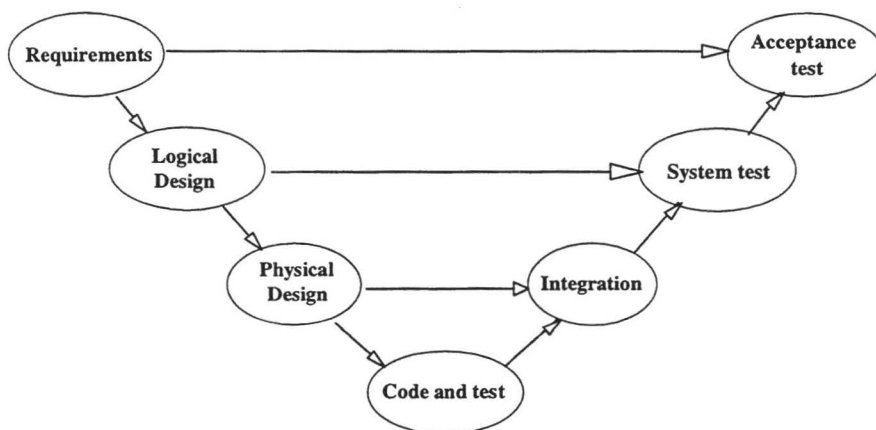 Requirements
Acceptance
test
Logical
Design
System test
Physical
Design
Integration
Code and test